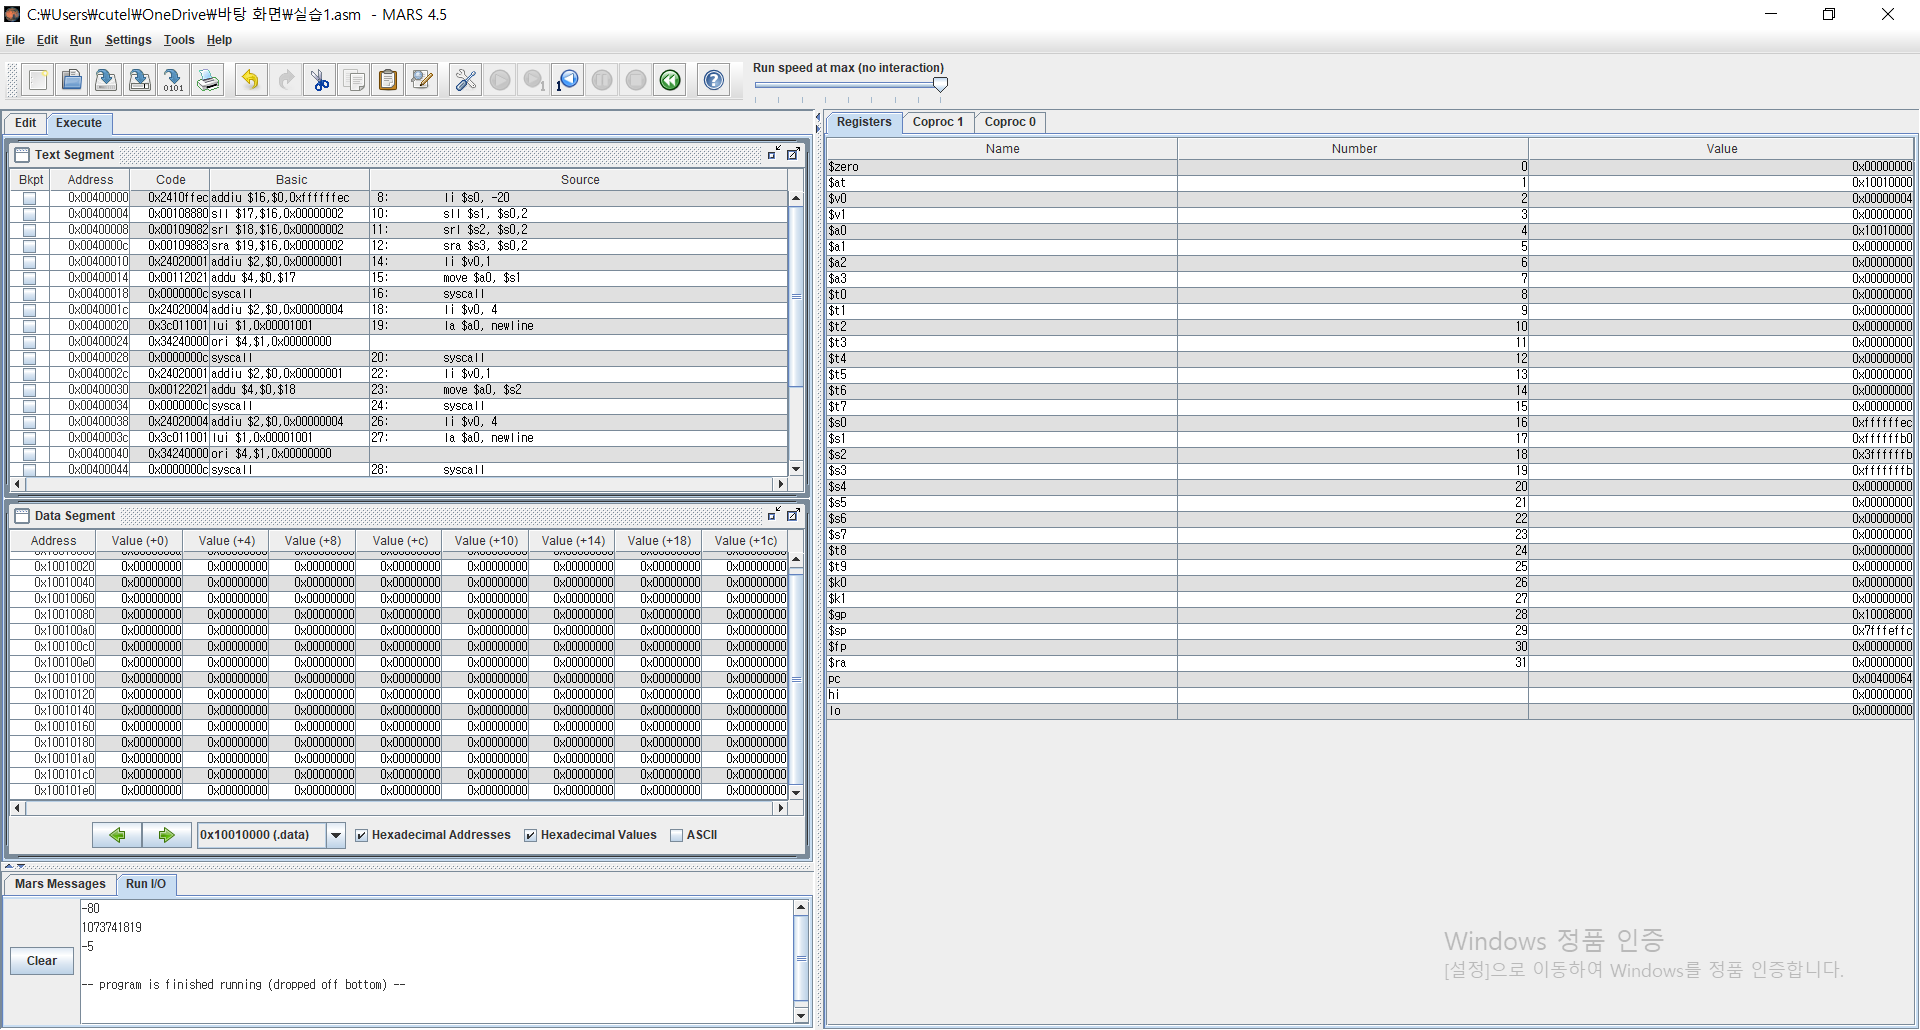 C:₩Users₩cutel₩OneDrive₩바탕 화면₩실습1.asm - MARS 4.5
File Edit Run Settings Tools Help
Run speed at max (no interaction)
Edit Execute
Text Segment
Bkpt Address Code Basic Source
0x00400000 0x2410ffec addiu $16,$0,0xffffffec 8: li $s0, -20
0x00400004 0x00108880 sll $17,$16,0x00000002 10: sll $s1, $s0,2
0x00400008 0x00109082 srl $18,$16,0x00000002 11: srl $s2, $s0,2
0x0040000c 0x00109883 sra $19,$16,0x00000002 12: sra $s3, $s0,2
0x00400010 0x24020001 addiu $2,$0,0x00000001 14: li $v0,1
0x00400014 0x00112021 addu $4,$0,$17 15: move $a0, $s1
0x00400018 0x0000000c syscall 16: syscall
0x0040001c 0x24020004 addiu $2,$0,0x00000004 18: li $v0, 4
0x00400020 0x3c011001 lui $1,0x00001001 19: la $a0, newline
0x00400024 0x34240000 ori $4,$1,0x00000000
0x00400028 0x0000000c syscall 20: syscall
0x0040002c 0x24020001 addiu $2,$0,0x00000001 22: li $v0,1
0x00400030 0x00122021 addu $4,$0,$18 23: move $a0, $s2
0x00400034 0x0000000c syscall 24: syscall
0x00400038 0x24020004 addiu $2,$0,0x00000004 26: li $v0, 4
0x0040003c 0x3c011001 lui $1,0x00001001 27: la $a0, newline
0x00400040 0x34240000 ori $4,$1,0x00000000
0x00400044 0x0000000c syscall 28: syscall
Data Segment
Address Value (+0) Value (+4) Value (+8) Value (+c) Value (+10) Value (+14) Value (+18) Value (+1c)
0x10010020 0x00000000 0x00000000 0x00000000 0x00000000 0x00000000 0x00000000 0x00000000 0x00000000
0x10010040 0x00000000 0x00000000 0x00000000 0x00000000 0x00000000 0x00000000 0x00000000 0x00000000
0x10010060 0x00000000 0x00000000 0x00000000 0x00000000 0x00000000 0x00000000 0x00000000 0x00000000
0x10010080 0x00000000 0x00000000 0x00000000 0x00000000 0x00000000 0x00000000 0x00000000 0x00000000
0x100100a0 0x00000000 0x00000000 0x00000000 0x00000000 0x00000000 0x00000000 0x00000000 0x00000000
0x100100c0 0x00000000 0x00000000 0x00000000 0x00000000 0x00000000 0x00000000 0x00000000 0x00000000
0x100100e0 0x00000000 0x00000000 0x00000000 0x00000000 0x00000000 0x00000000 0x00000000 0x00000000
0x10010100 0x00000000 0x00000000 0x00000000 0x00000000 0x00000000 0x00000000 0x00000000 0x00000000
0x10010120 0x00000000 0x00000000 0x00000000 0x00000000 0x00000000 0x00000000 0x00000000 0x00000000
0x10010140 0x00000000 0x00000000 0x00000000 0x00000000 0x00000000 0x00000000 0x00000000 0x00000000
0x10010160 0x00000000 0x00000000 0x00000000 0x00000000 0x00000000 0x00000000 0x00000000 0x00000000
0x10010180 0x00000000 0x00000000 0x00000000 0x00000000 0x00000000 0x00000000 0x00000000 0x00000000
0x100101a0 0x00000000 0x00000000 0x00000000 0x00000000 0x00000000 0x00000000 0x00000000 0x00000000
0x100101c0 0x00000000 0x00000000 0x00000000 0x00000000 0x00000000 0x00000000 0x00000000 0x00000000
0x100101e0 0x00000000 0x00000000 0x00000000 0x00000000 0x00000000 0x00000000 0x00000000 0x00000000
0x10010000 (.data) Hexadecimal Addresses Hexadecimal Values ASCII
Mars Messages Run I/O
Clear
-80
1073741819
-5
-- program is finished running (dropped off bottom) --
Registers Coproc 1 Coproc 0
Name Number Value
$zero 0 0x00000000
$at 1 0x10010000
$v0 2 0x00000004
$v1 3 0x00000000
$a0 4 0x10010000
$a1 5 0x00000000
$a2 6 0x00000000
$a3 7 0x00000000
$t0 8 0x00000000
$t1 9 0x00000000
$t2 10 0x00000000
$t3 11 0x00000000
$t4 12 0x00000000
$t5 13 0x00000000
$t6 14 0x00000000
$t7 15 0x00000000
$s0 16 0xffffffec
$s1 17 0xffffffb0
$s2 18 0x3ffffffb
$s3 19 0xfffffffb
$s4 20 0x00000000
$s5 21 0x00000000
$s6 22 0x00000000
$s7 23 0x00000000
$t8 24 0x00000000
$t9 25 0x00000000
$k0 26 0x00000000
$k1 27 0x00000000
$gp 28 0x10008000
$sp 29 0x7fffeffc
$fp 30 0x00000000
$ra 31 0x00000000
pc 0x00400064
hi 0x00000000
lo 0x00000000
Windows 정품 인증
[설정]으로 이동하여 Windows를 정품 인증합니다.